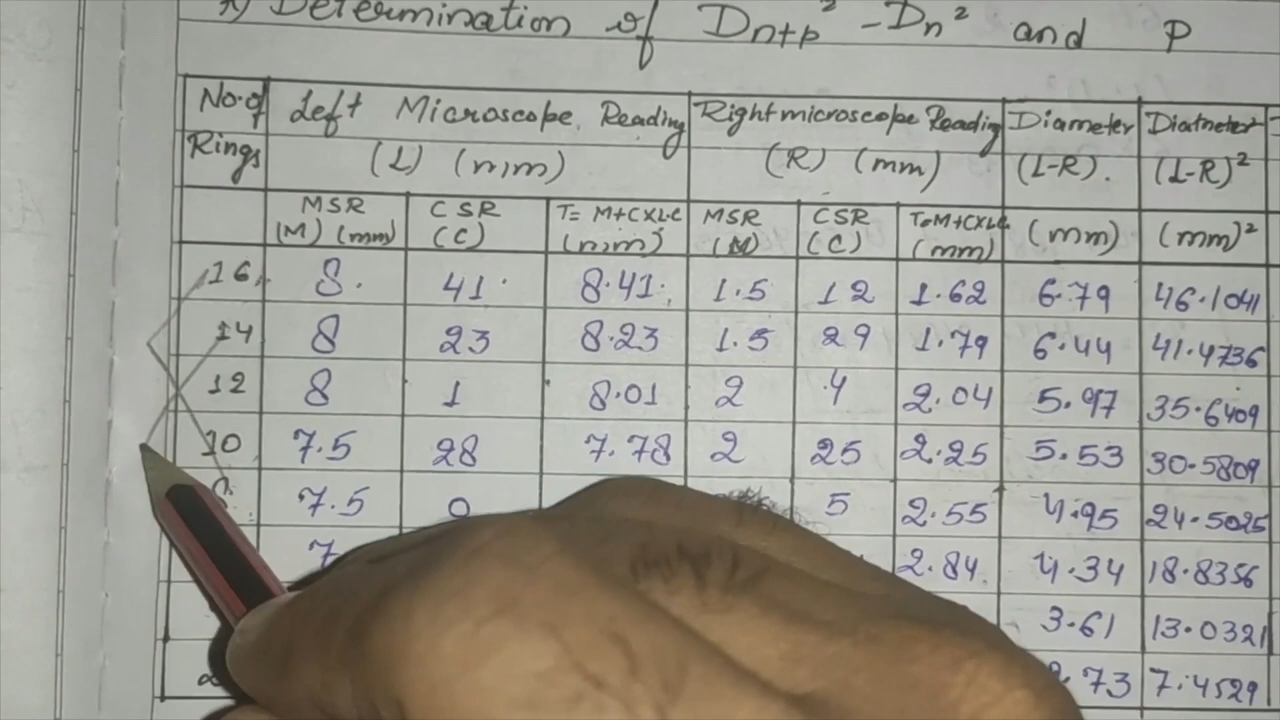 Determination of Dn+p² - Dn² and P
No. of Rings Left Microscope Reading (L) (mm) Right microscope Reading (R) (mm) Diameter (L-R). Diameter² (L-R)²
MSR (M) (mm) CSR (C) T= M+CXL.C (mm) MSR (M) CSR (C) T=M+CXL.C (mm) (mm) (mm)²
16 8. 41 8.41 1.5 12 1.62 6.79 46.1041
14 8 23 8.23 1.5 29 1.79 6.44 41.4736
12 8 1 8.01 2 4 2.04 5.97 35.6409
10 7.5 28 7.78 2 25 2.25 5.53 30.5809
7.5 0 5 2.55 4.95 24.5025
7 2.84 4.34 18.8356
3.61 13.0321
73 7.4529